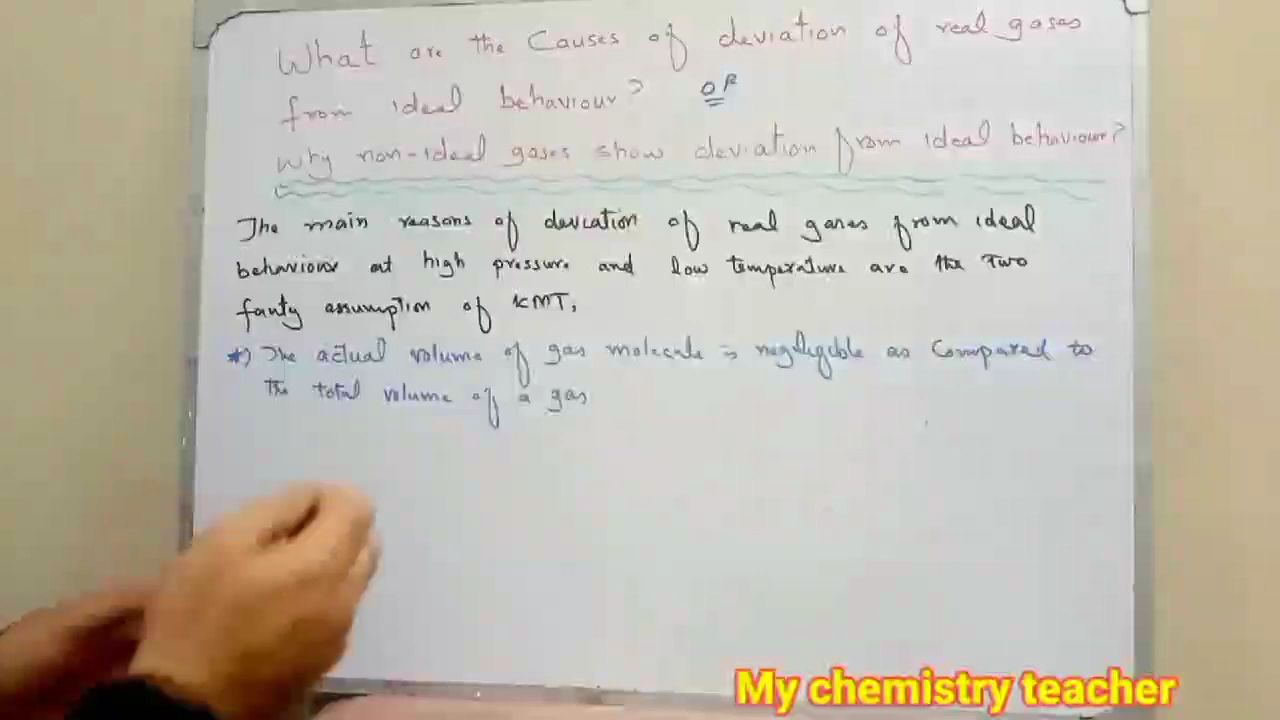 What are the Causes of deviation of real gases
from ideal behaviour? OR
Why non-ideal gases show deviation from ideal behaviour?
The main reasons of deviation of real gases from ideal
behaviour at high pressure and low temperature are the two
fanty assumption of KMT,
*) The actual volume of gas molecule is negligible as Compared to
the total volume of a gas
My chemistry teacher